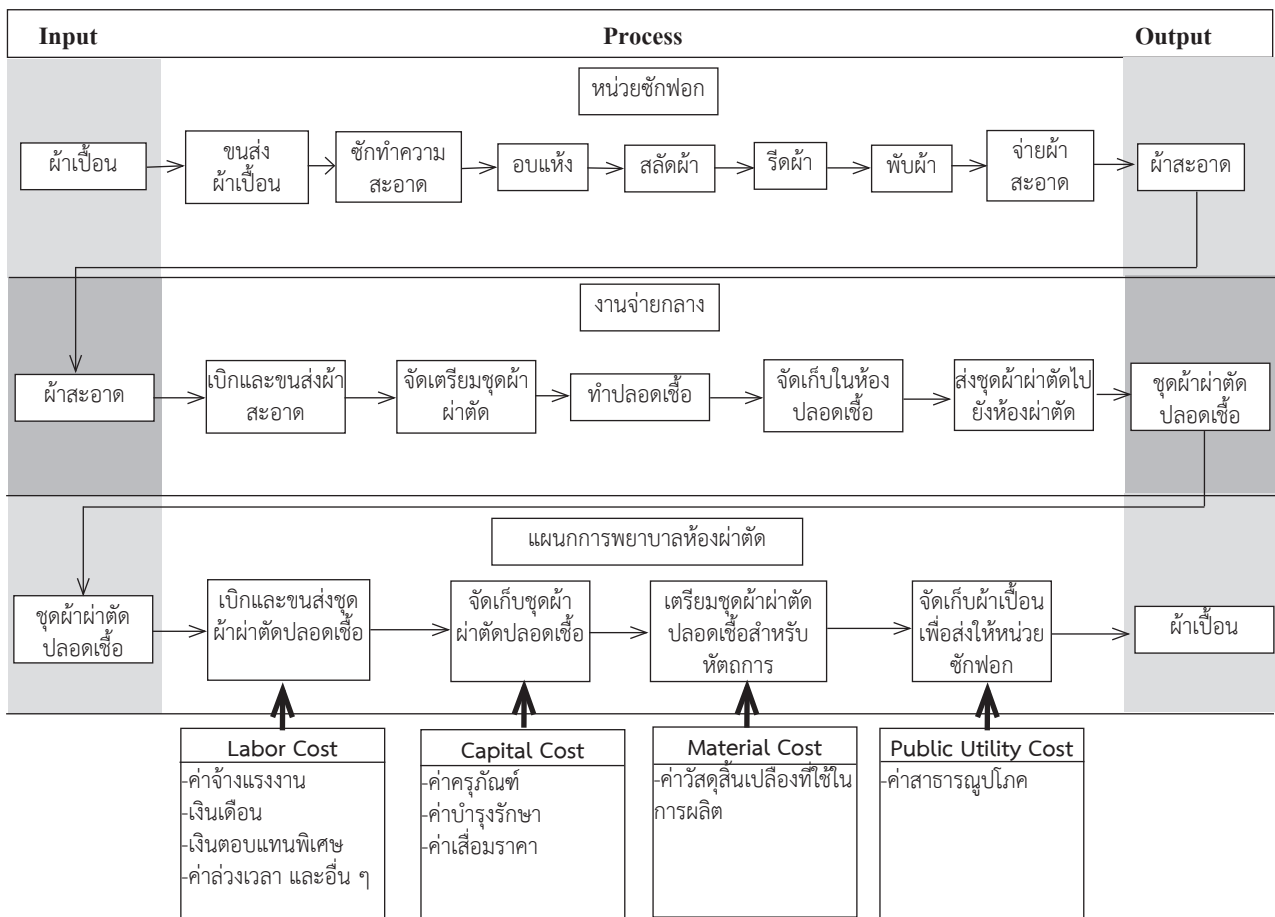 Input Process Output
หน่วยซักฟอก
ผ้าเปื้อน
ขนส่ง
ผ้าเปื้อน
ซักทำความ
สะอาด
อบแห้ง
สลัดผ้า
รีดผ้า
พับผ้า
จ่ายผ้า
สะอาด
ผ้าสะอาด
งานจ่ายกลาง
ผ้าสะอาด
เบิกและขนส่งผ้า
สะอาด
จัดเตรียมชุดผ้า
ผ่าตัด
ทำปลอดเชื้อ
จัดเก็บในห้อง
ปลอดเชื้อ
ส่งชุดผ้าผ่าตัดไป
ยังห้องผ่าตัด
ชุดผ้าผ่าตัด
ปลอดเชื้อ
แผนกการพยาบาลห้องผ่าตัด
ชุดผ้าผ่าตัด
ปลอดเชื้อ
เบิกและขนส่งชุด
ผ้าผ่าตัดปลอดเชื้อ
จัดเก็บชุดผ้า
ผ่าตัดปลอดเชื้อ
เตรียมชุดผ้าผ่าตัด
ปลอดเชื้อสำหรับ
หัตถการ
จัดเก็บผ้าเปื้อน
เพื่อส่งให้หน่วย
ซักฟอก
ผ้าเปื้อน
Labor Cost
-ค่าจ้างแรงงาน
-เงินเดือน
-เงินตอบแทนพิเศษ
-ค่าล่วงเวลา และอื่น ๆ
Capital Cost
-ค่าครุภัณฑ์
-ค่าบำรุงรักษา
-ค่าเสื่อมราคา
Material Cost
-ค่าวัสดุสิ้นเปลืองที่ใช้ใน
การผลิต
Public Utility Cost
-ค่าสาธารณูปโภค